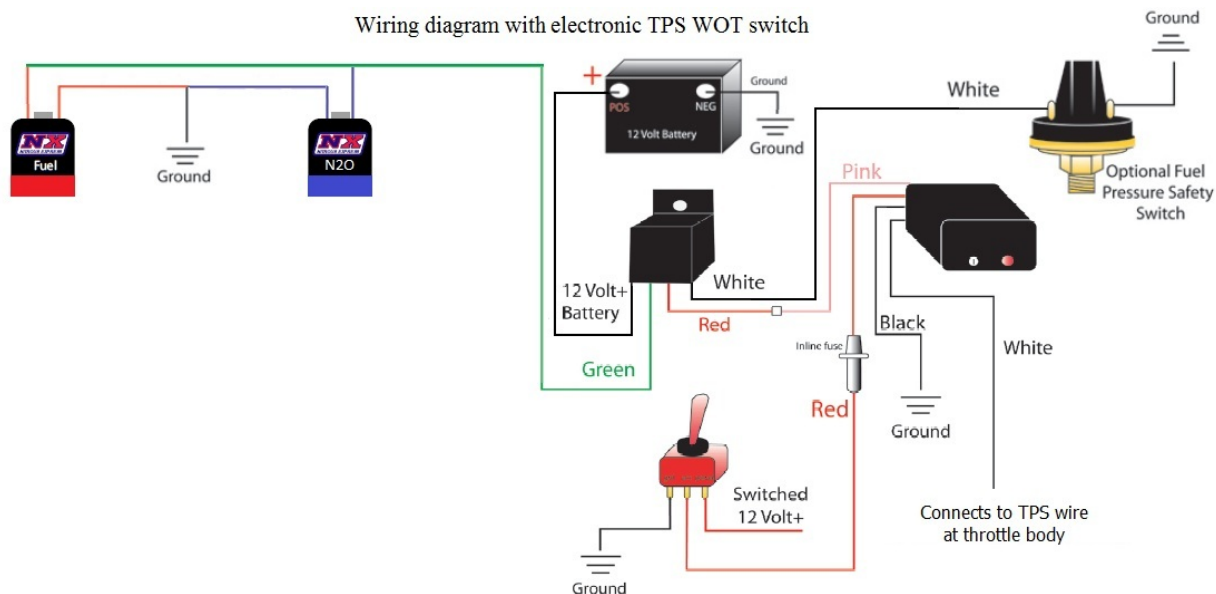 Wiring diagram with electronic TPS WOT switch
Ground
+
POS
NEG
Ground
12 Volt Battery
Ground
White
NX
Fuel
NX
N2O
Ground
Optional Fuel
Pressure Safety
Switch
Pink
12 Volt+
Battery
White
Red
Green
Inline fuse
Black
White
Red
Ground
Switched
12 Volt+
Ground
Connects to TPS wire
at throttle body